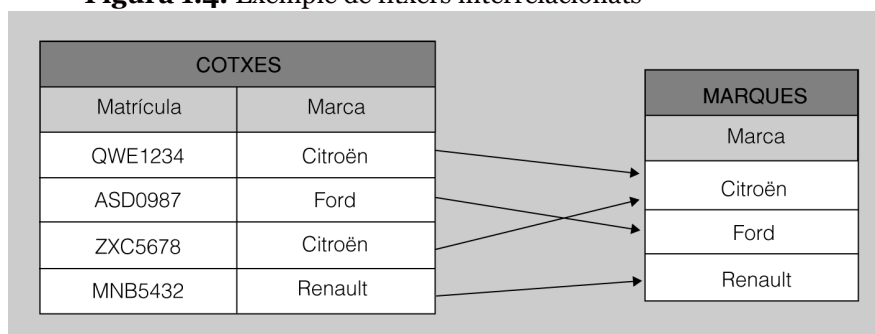 Figura 1.4. Exemple de fitxers interrelacionats
COTXES
Matrícula Marca
QWE1234 Citroën
ASD0987 Ford
ZXC5678 Citroën
MNB5432 Renault
MARQUES
Marca
Citroën
Ford
Renault